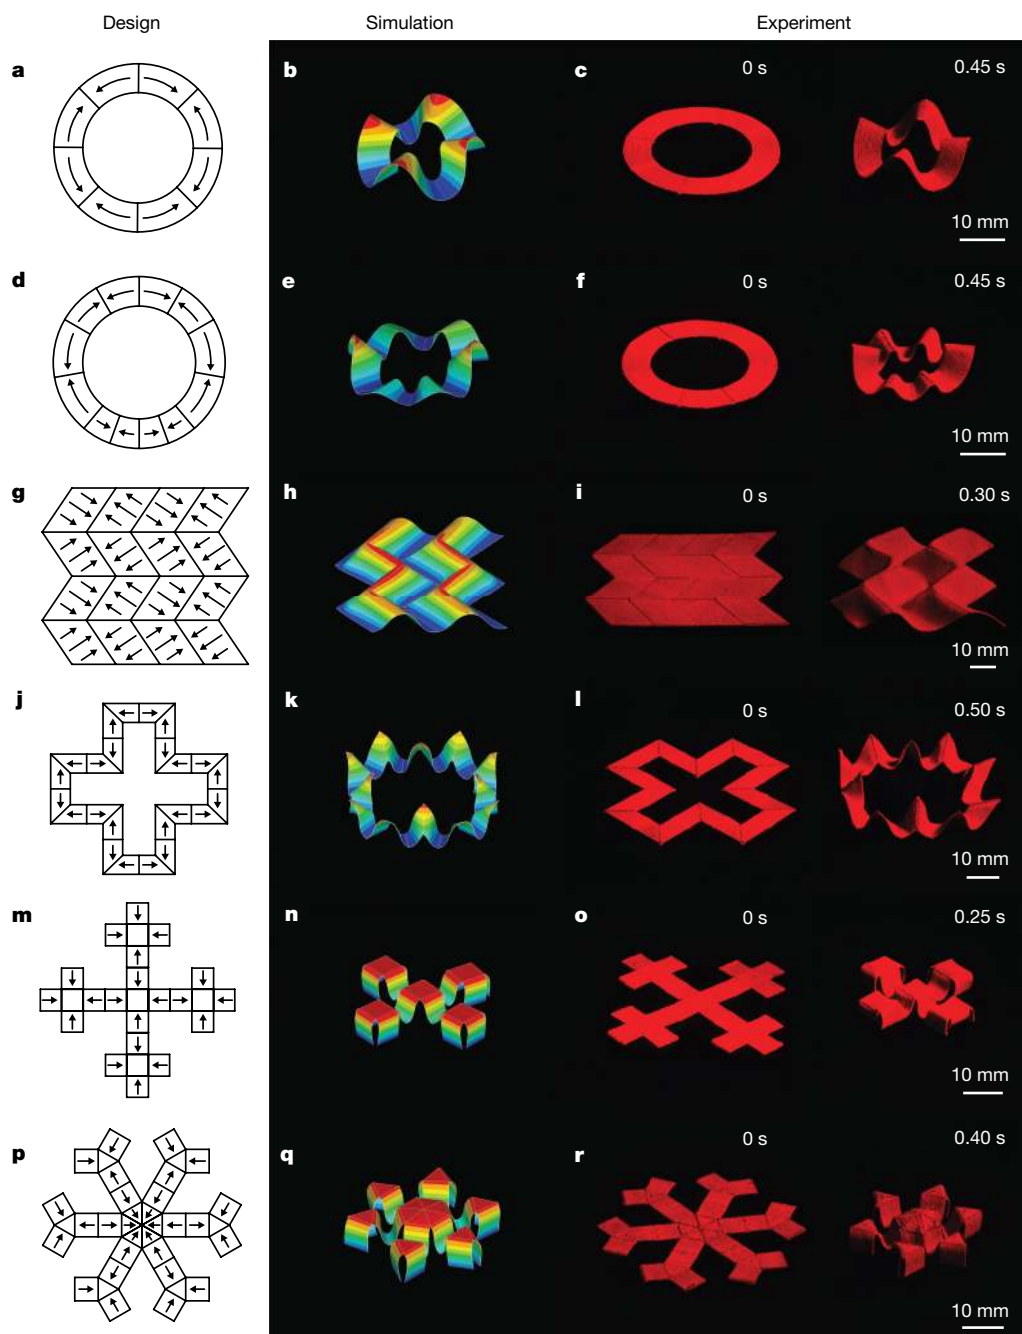 Design Simulation Experiment
a b c 0 s 0.45 s
10 mm
d e f 0 s 0.45 s
10 mm
g h i 0 s 0.30 s
10 mm
j k l 0 s 0.50 s
10 mm
m n o 0 s 0.25 s
10 mm
p q r 0 s 0.40 s
10 mm